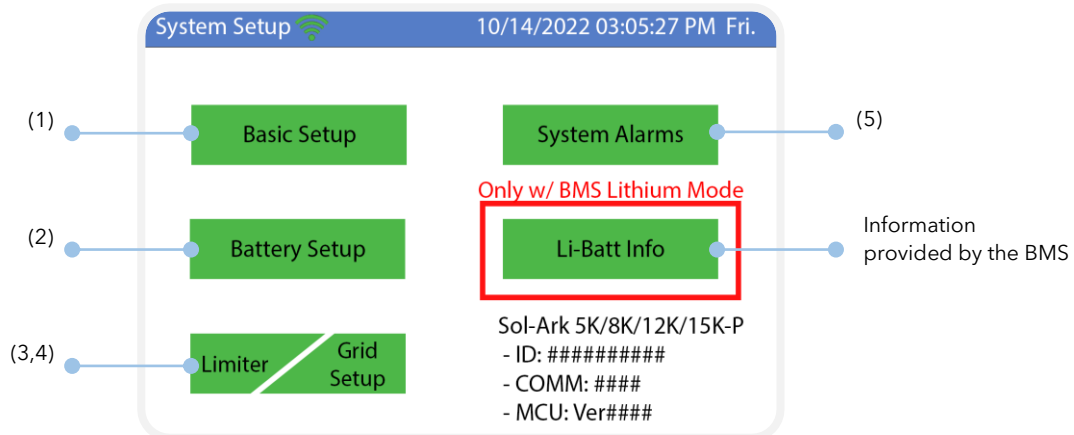 System Setup 10/14/2022 03:05:27 PM Fri.
(1) Basic Setup System Alarms (5)
Only w/ BMS Lithium Mode
(2) Battery Setup Li-Batt Info Information
provided by the BMS
Sol-Ark 5K/8K/12K/15K-P
(3,4) Limiter Grid
Setup
- ID: ##########
- COMM: ####
- MCU: Ver####